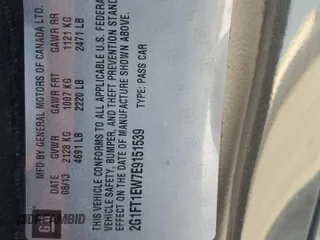 MFD BY GENERAL MOTORS OF CANADA LTD.
DATE GVWR GAWR FRT GAWR RR
08/13 2128 KG 1007 KG 1121 KG
4691 LB 2220 LB 2471 LB
THIS VEHICLE CONFORMS TO ALL APPLICABLE U.S. FEDERAL
VEHICLE SAFETY, BUMPER, AND THEFT PREVENTION STAND
EFFECT ON THE DATE OF MANUFACTURE SHOWN ABOVE.
2G1FT1EW7E9151539 TYPE: PASS CAR
GM